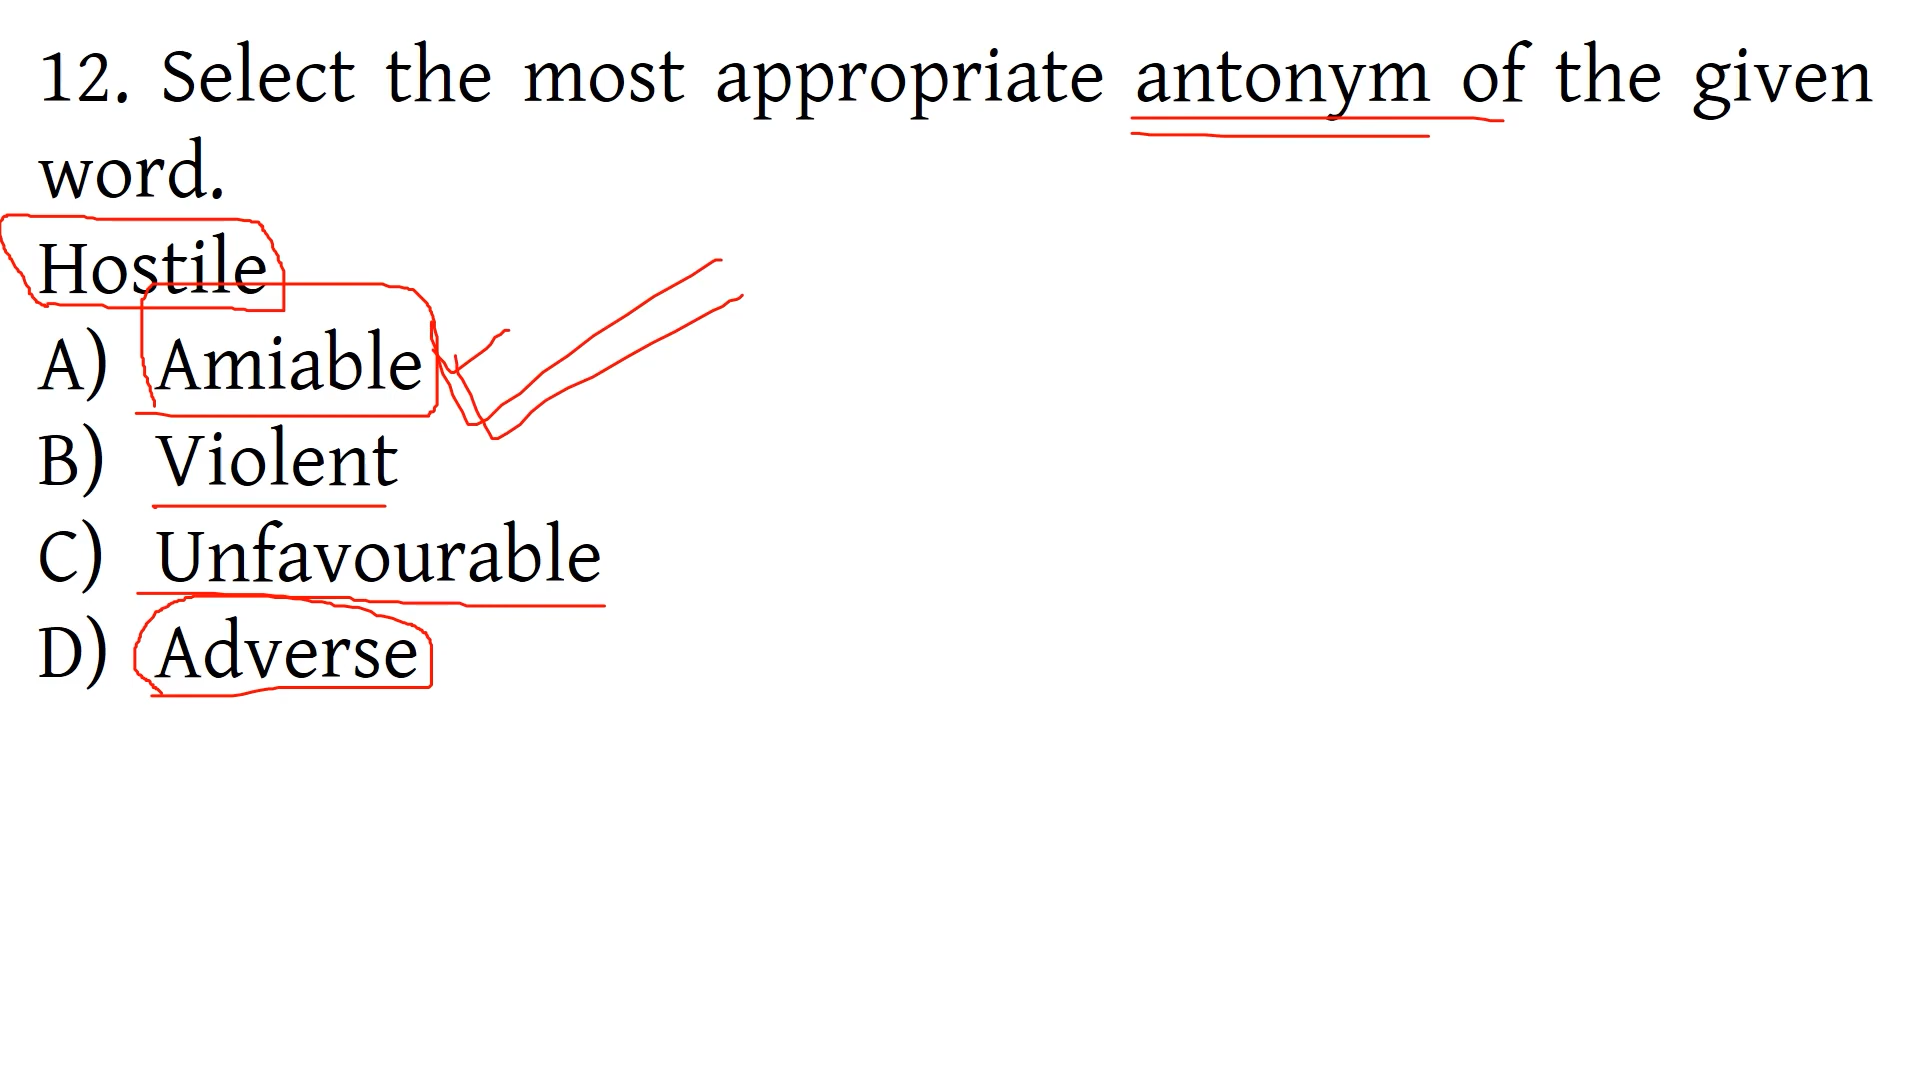 12. Select the most appropriate antonym of the given
word.
Hostile
A) Amiable
B) Violent
C) Unfavourable
D) Adverse